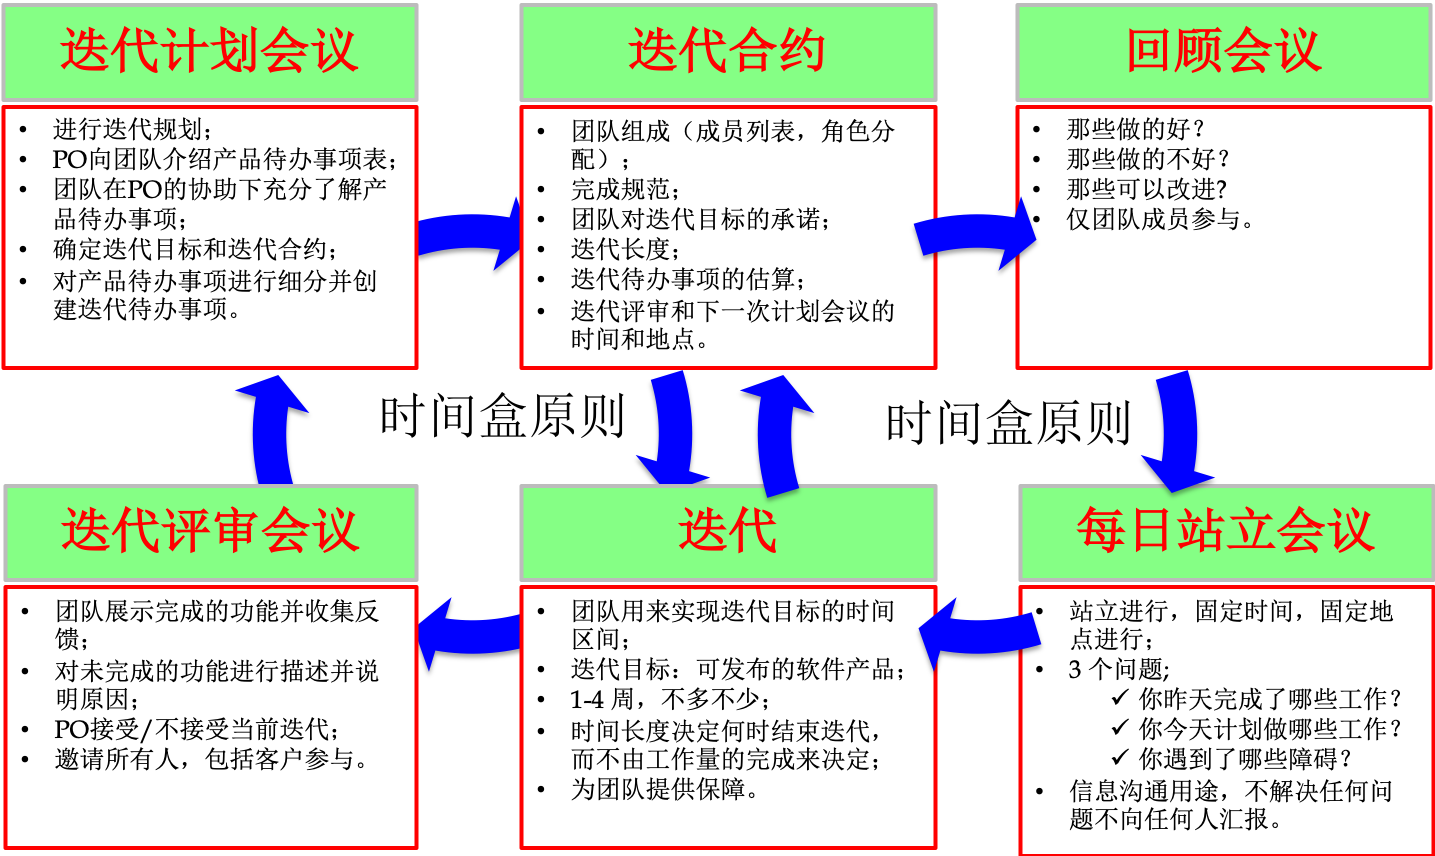 迭代计划会议
• 进行迭代规划；
• PO向团队介绍产品待办事项表；
• 团队在PO的协助下充分了解产
品待办事项；
• 确定迭代目标和迭代合约；
• 对产品待办事项进行细分并创
建迭代待办事项。
迭代合约
• 团队组成（成员列表，角色分
配）；
• 完成规范；
• 团队对迭代目标的承诺；
• 迭代长度；
• 迭代待办事项的估算；
• 迭代评审和下一次计划会议的
时间和地点。
回顾会议
• 那些做的好？
• 那些做的不好？
• 那些可以改进?
• 仅团队成员参与。
时间盒原则
时间盒原则
迭代评审会议
• 团队展示完成的功能并收集反
馈；
• 对未完成的功能进行描述并说
明原因；
• PO接受/不接受当前迭代；
• 邀请所有人，包括客户参与。
迭代
• 团队用来实现迭代目标的时间
区间；
• 迭代目标：可发布的软件产品；
• 1-4 周，不多不少；
• 时间长度决定何时结束迭代，
而不由工作量的完成来决定；
• 为团队提供保障。
每日站立会议
• 站立进行，固定时间，固定地
点进行；
• 3 个问题;
✓ 你昨天完成了哪些工作？
✓ 你今天计划做哪些工作？
✓ 你遇到了哪些障碍？
• 信息沟通用途，不解决任何问
题不向任何人汇报。